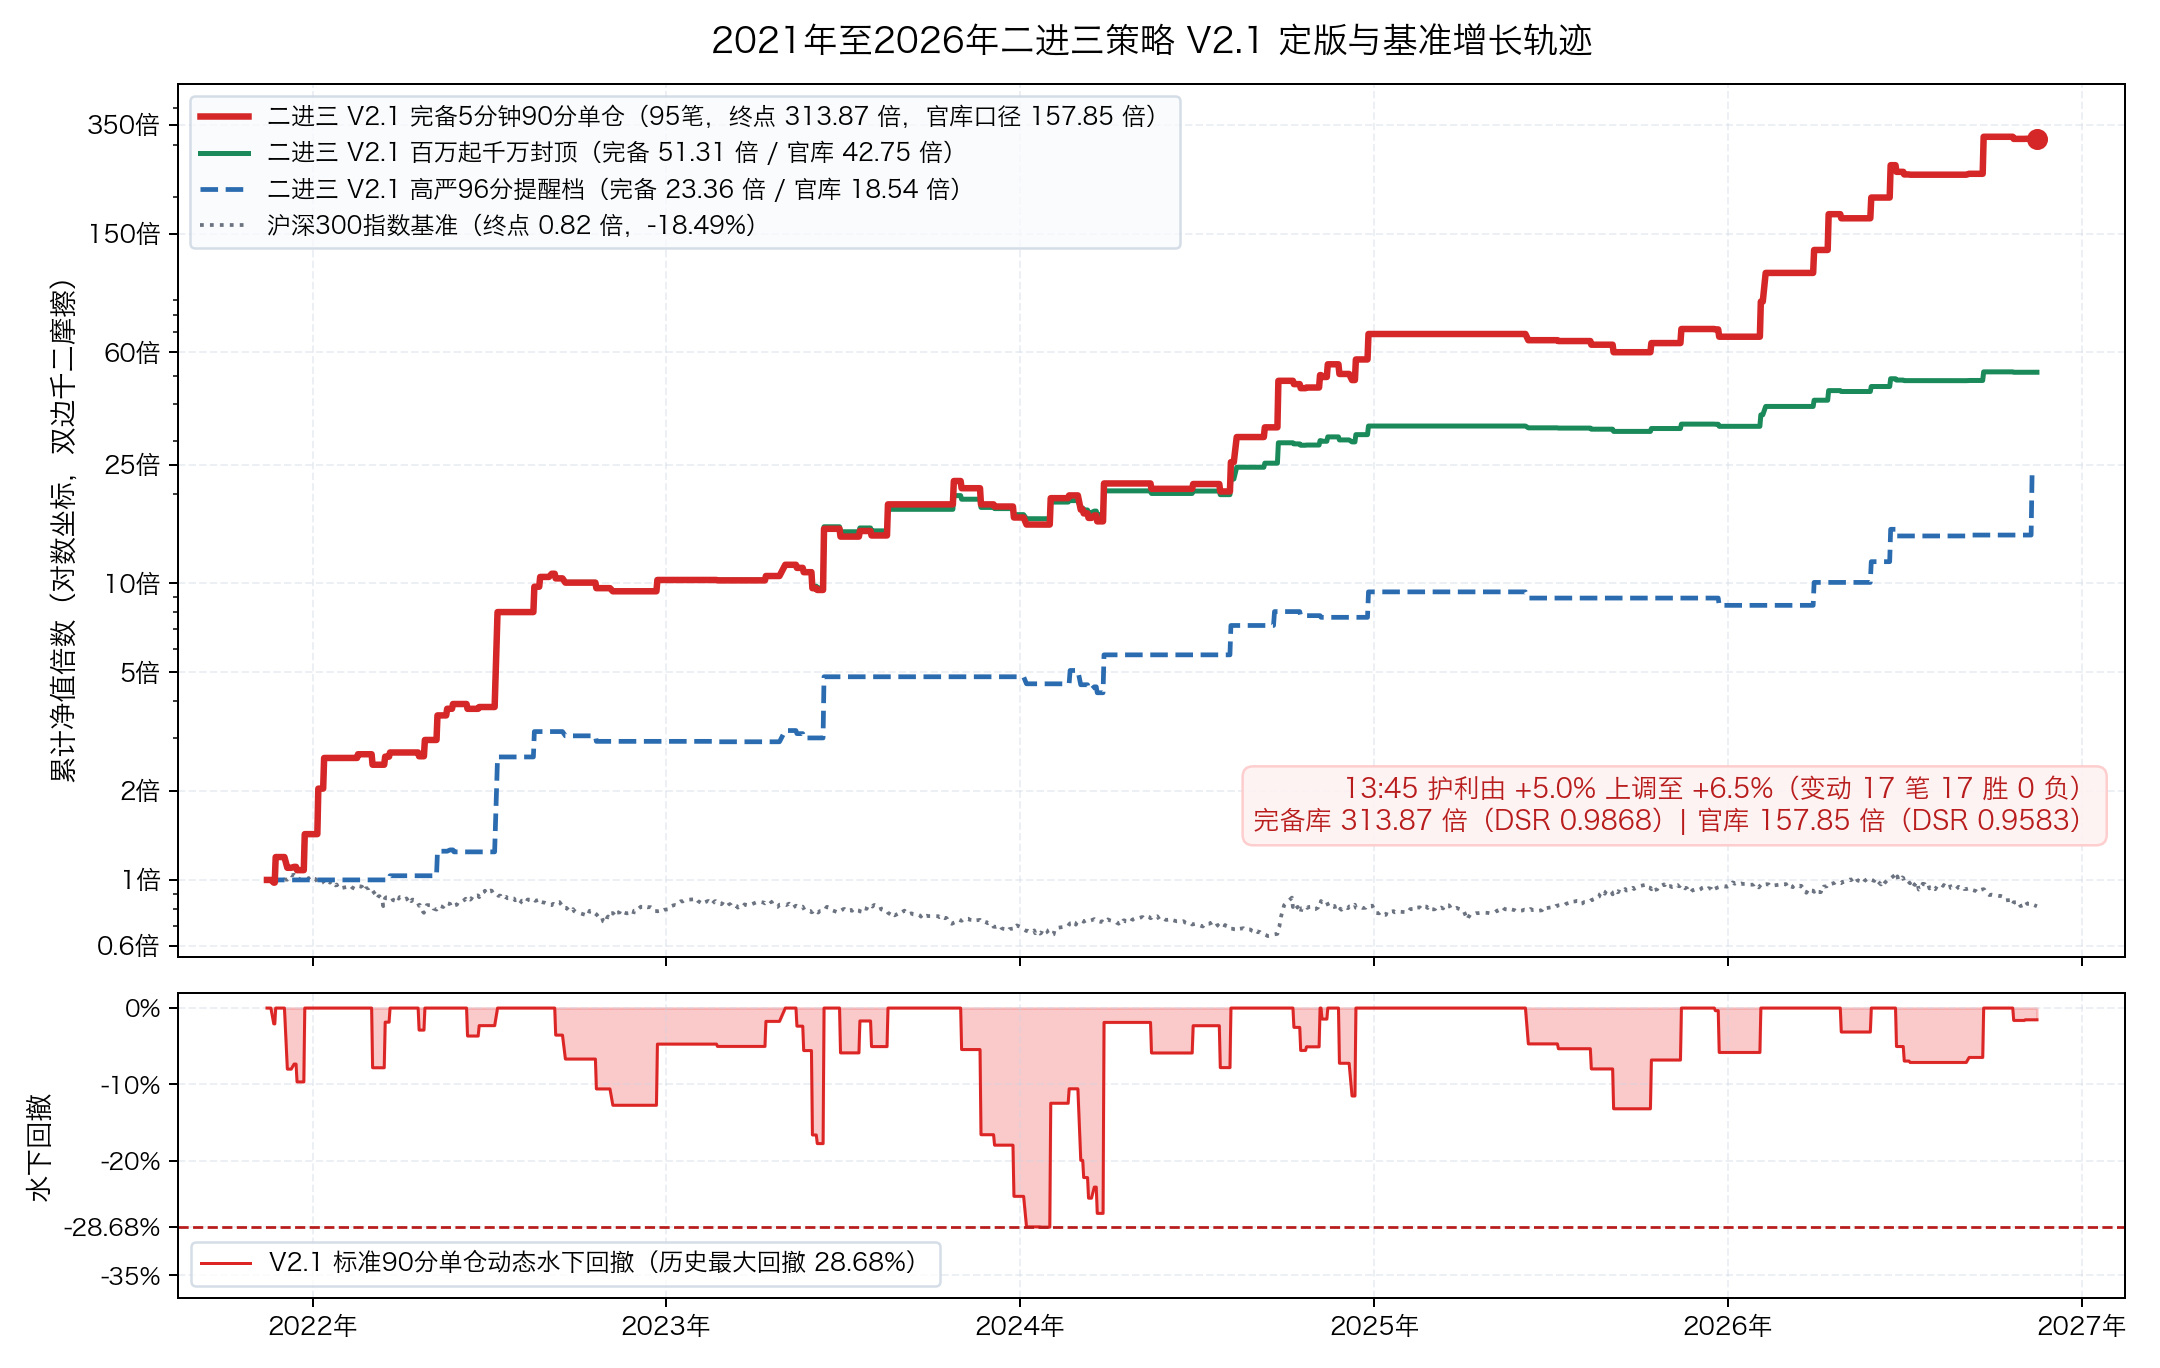 2021年至2026年二进三策略 V2.1 定版与基准增长轨迹
二进三 V2.1 完备5分钟90分单仓（95笔，终点 313.87 倍，官库口径 157.85 倍）
二进三 V2.1 百万起千万封顶（完备 51.31 倍 / 官库 42.75 倍）
二进三 V2.1 高严96分提醒档（完备 23.36 倍 / 官库 18.54 倍）
沪深300指数基准（终点 0.82 倍，-18.49%）
累计净值倍数（对数坐标，双边千二摩擦）
350倍
150倍
60倍
25倍
10倍
5倍
2倍
1倍
0.6倍
13:45 护利由 +5.0% 上调至 +6.5%（变动 17 笔 17 胜 0 负）
完备库 313.87 倍（DSR 0.9868）| 官库 157.85 倍（DSR 0.9583）
水下回撤
0%
-10%
-20%
-28.68%
-35%
V2.1 标准90分单仓动态水下回撤（历史最大回撤 28.68%）
2022年
2023年
2024年
2025年
2026年
2027年